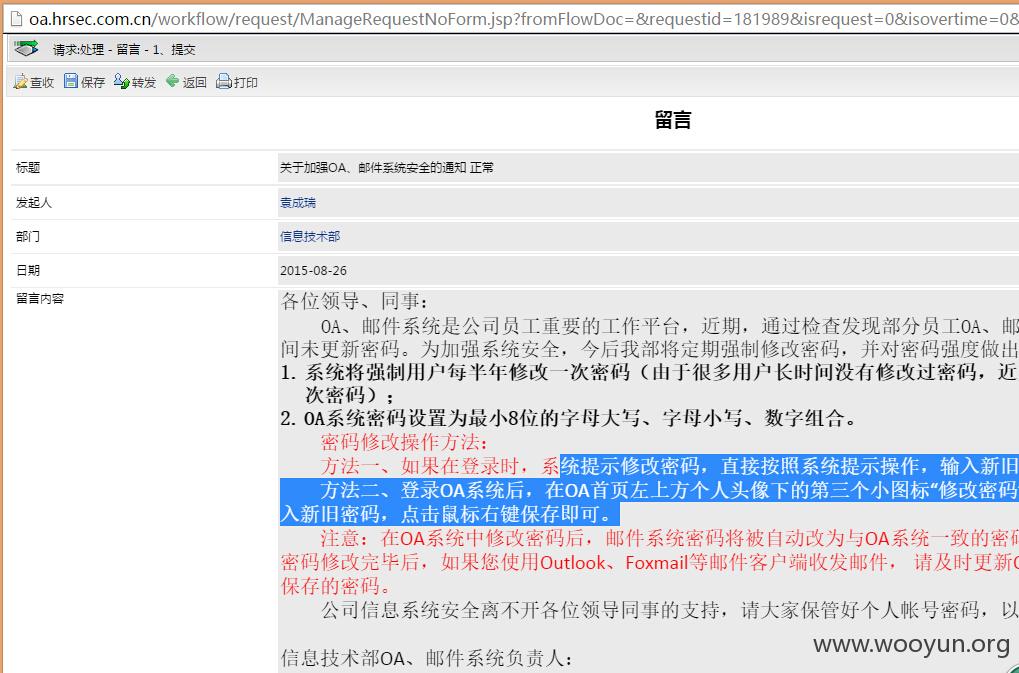 oa.hrsec.com.cn/workflow/request/ManageRequestNoForm.jsp?fromFlowDoc=&requestid=181989&isrequest=0&isovertime=0&
请求:处理 - 留言 - 1、提交
查收 保存 转发 返回 打印
留言
标题 关于加强OA、邮件系统安全的通知 正常
发起人 袁成瑞
部门 信息技术部
日期 2015-08-26
留言内容 各位领导、同事：
OA、邮件系统是公司员工重要的工作平台，近期，通过检查发现部分员工OA、邮
间未更新密码。为加强系统安全，今后我部将定期强制修改密码，并对密码强度做出
1. 系统将强制用户每半年修改一次密码（由于很多用户长时间没有修改过密码，近
次密码）；
2. OA系统密码设置为最小8位的字母大写、字母小写、数字组合。
密码修改操作方法：
方法一、如果在登录时，系统提示修改密码，直接按照系统提示操作，输入新旧
方法二、登录OA系统后，在OA首页左上方个人头像下的第三个小图标“修改密码
入新旧密码，点击鼠标右键保存即可。
注意：在OA系统中修改密码后，邮件系统密码将被自动改为与OA系统一致的密码
密码修改完毕后，如果您使用Outlook、Foxmail等邮件客户端收发邮件， 请及时更新O
保存的密码。
公司信息系统安全离不开各位领导同事的支持，请大家保管好个人帐号密码，以
www.wooyun.org
信息技术部OA、邮件系统负责人：